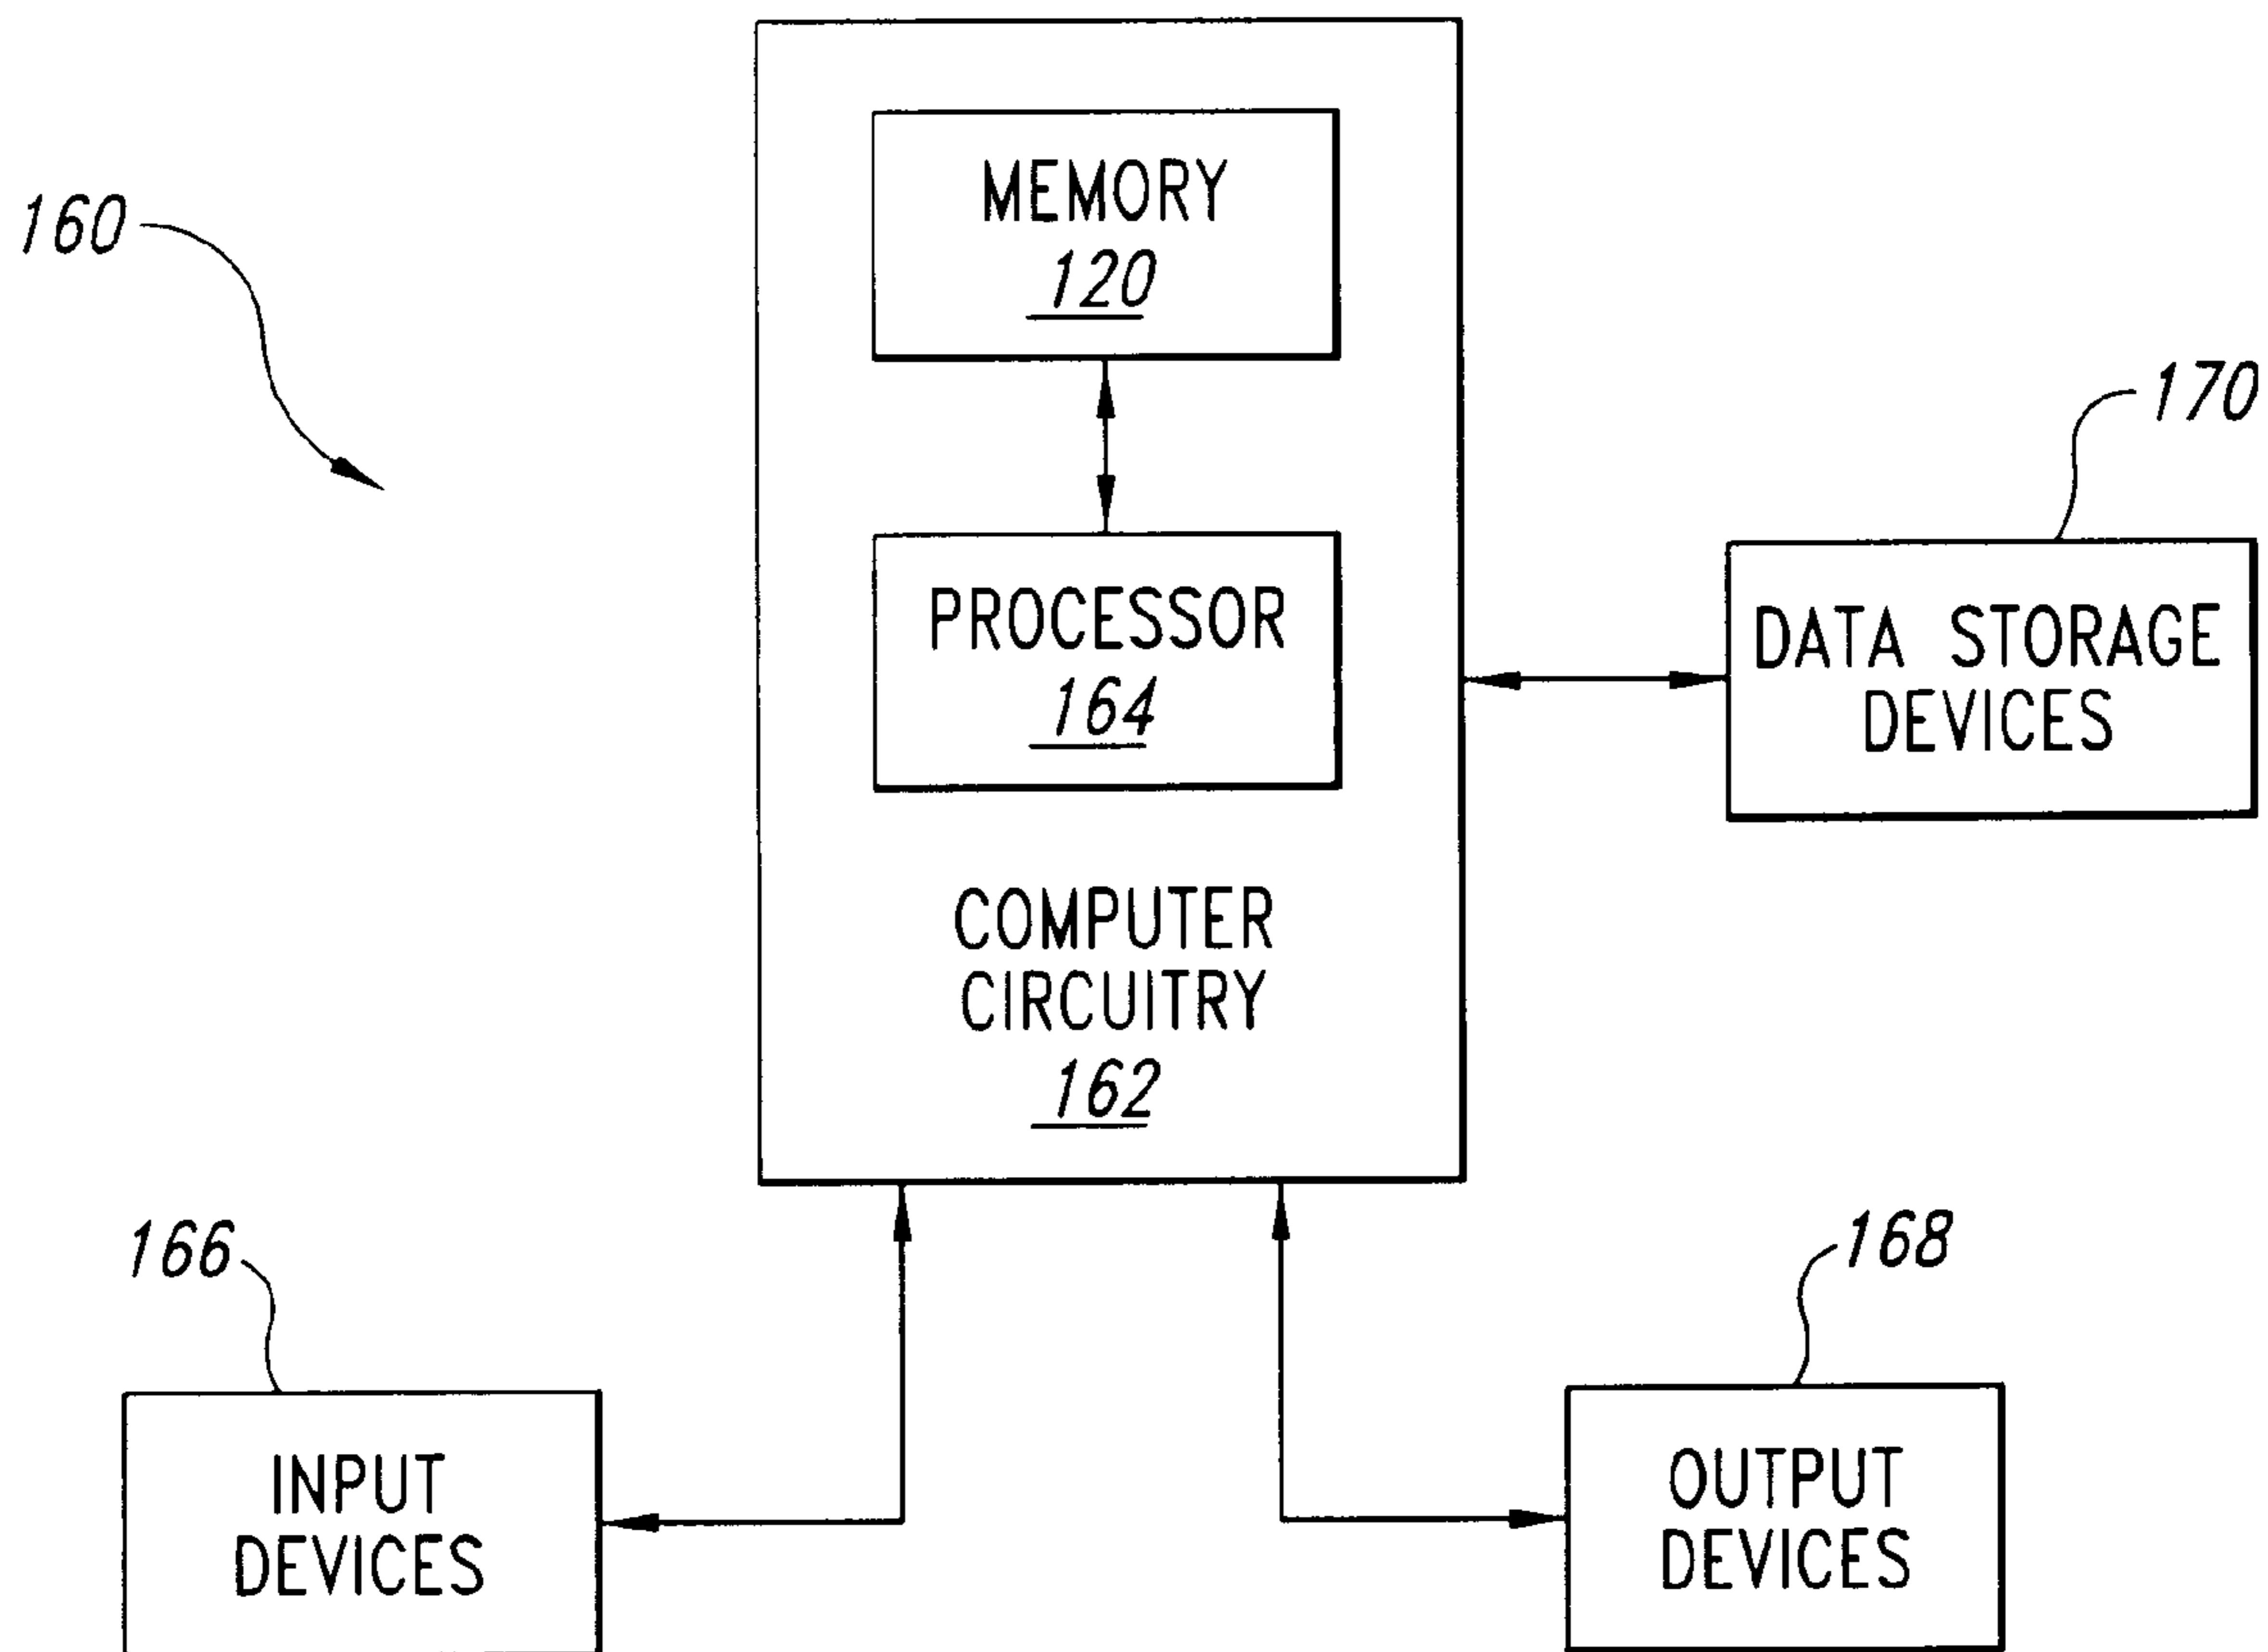 160
MEMORY
120
170
PROCESSOR
164
DATA STORAGE
DEVICES
COMPUTER
CIRCUITRY
162
166
168
INPUT
DEVICES
OUTPUT
DEVICES